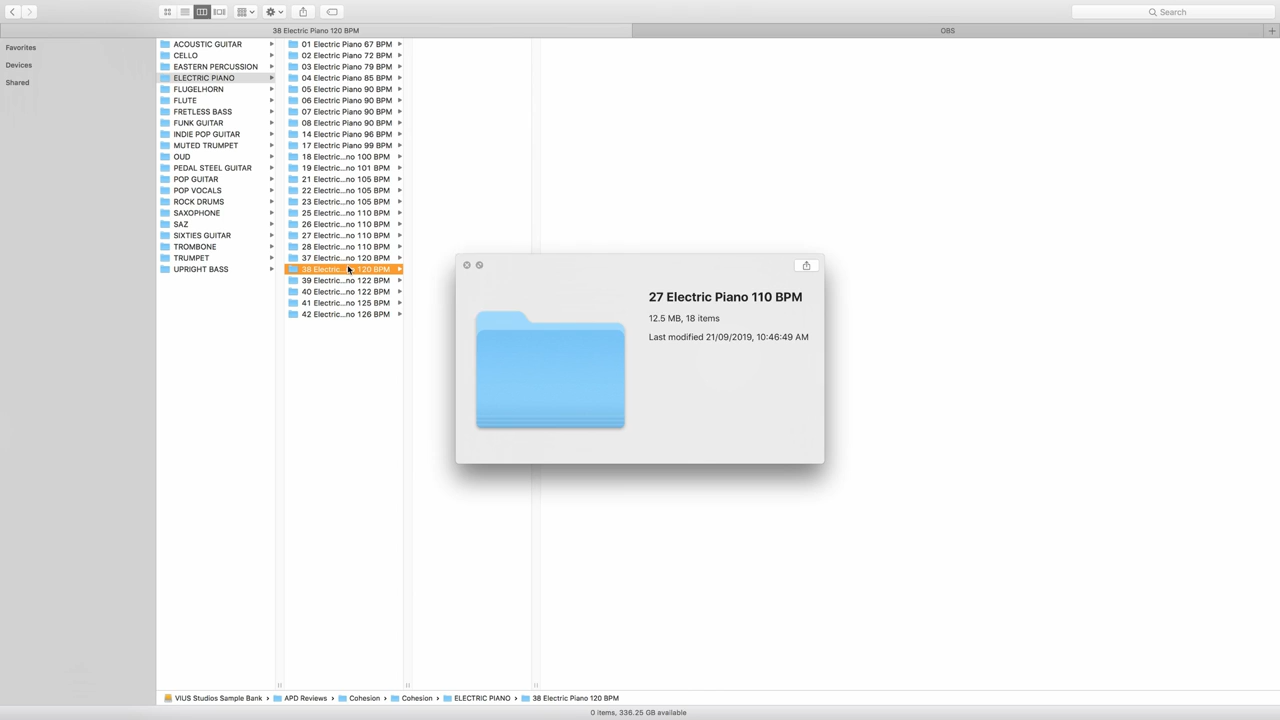 Search
38 Electric Piano 120 BPM
OBS
Favorites
Devices
Shared
ACOUSTIC GUITAR
CELLO
EASTERN PERCUSSION
ELECTRIC PIANO
FLUGELHORN
FLUTE
FRETLESS BASS
FUNK GUITAR
INDIE POP GUITAR
MUTED TRUMPET
OUD
PEDAL STEEL GUITAR
POP GUITAR
POP VOCALS
ROCK DRUMS
SAXOPHONE
SAZ
SIXTIES GUITAR
TROMBONE
TRUMPET
UPRIGHT BASS
01 Electric Piano 67 BPM
02 Electric Piano 72 BPM
03 Electric Piano 79 BPM
04 Electric Piano 85 BPM
05 Electric Piano 90 BPM
06 Electric Piano 90 BPM
07 Electric Piano 90 BPM
08 Electric Piano 90 BPM
14 Electric Piano 96 BPM
17 Electric Piano 99 BPM
18 Electric...no 100 BPM
19 Electric...no 101 BPM
21 Electric...no 105 BPM
22 Electric...no 105 BPM
23 Electric...no 105 BPM
25 Electric...no 110 BPM
26 Electric...no 110 BPM
27 Electric...no 110 BPM
28 Electric...no 110 BPM
37 Electric...no 120 BPM
38 Electric...no 120 BPM
39 Electric...no 122 BPM
40 Electric...no 122 BPM
41 Electric...no 125 BPM
42 Electric...no 126 BPM
27 Electric Piano 110 BPM
12.5 MB, 18 items
Last modified 21/09/2019, 10:46:49 AM
VIUS Studios Sample Bank › APD Reviews › Cohesion › Cohesion › ELECTRIC PIANO › 38 Electric Piano 120 BPM
0 items, 336.25 GB available